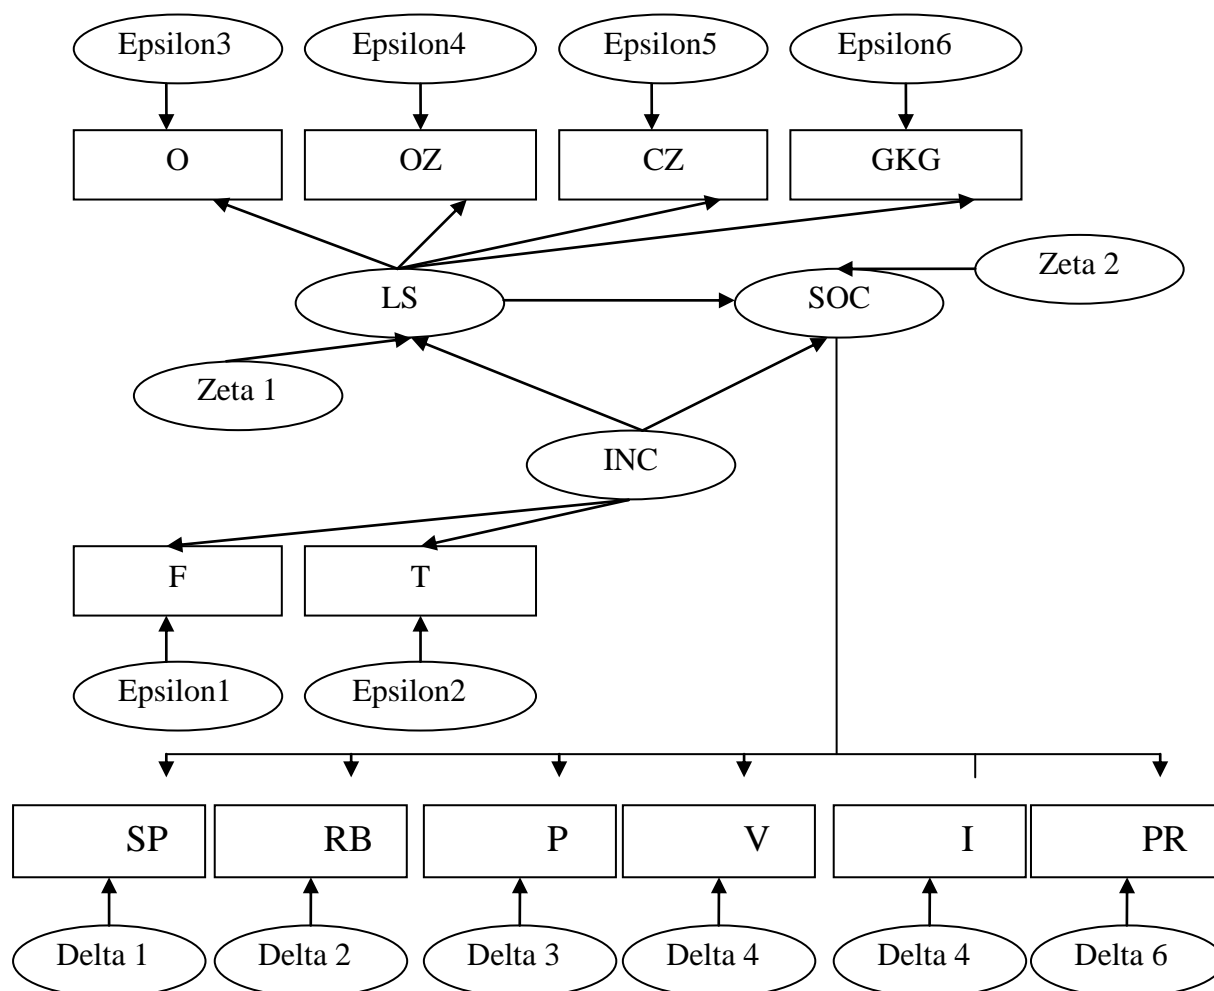 Epsilon3
Epsilon4
Epsilon5
Epsilon6
O
OZ
CZ
GKG
LS
SOC
Zeta 2
Zeta 1
INC
F
T
Epsilon1
Epsilon2
SP
RB
P
V
I
PR
Delta 1
Delta 2
Delta 3
Delta 4
Delta 4
Delta 6